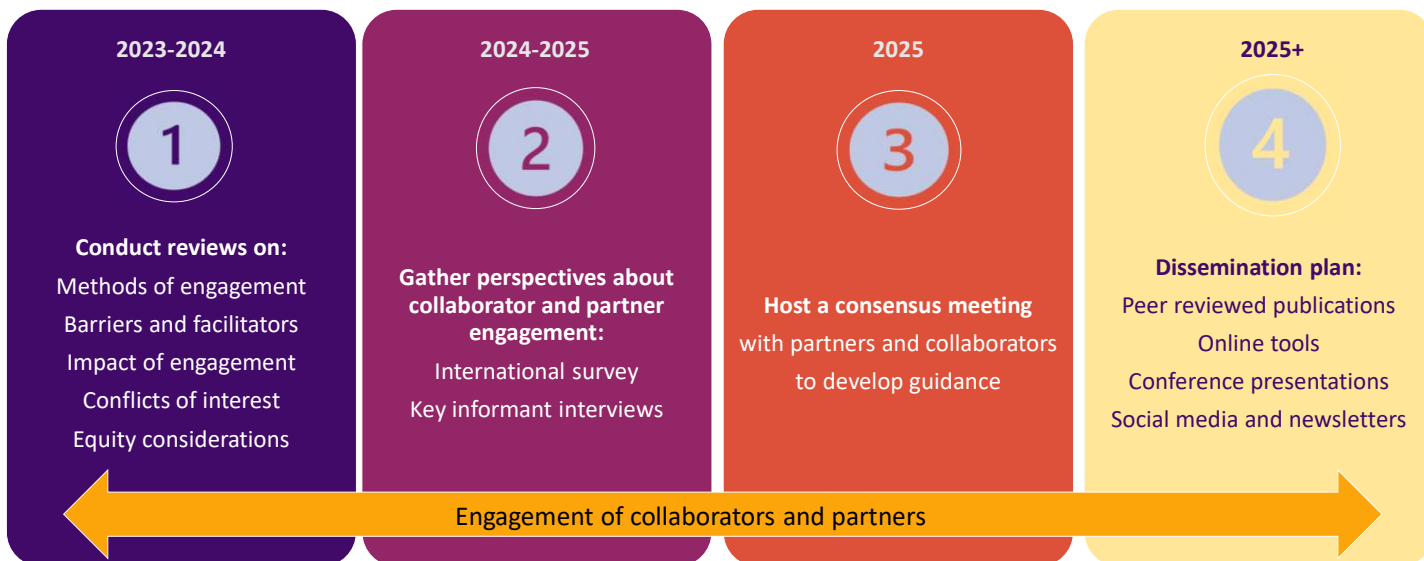 2023-2024
1
Conduct reviews on:
Methods of engagement
Barriers and facilitators
Impact of engagement
Conflicts of interest
Equity considerations
2024-2025
2
Gather perspectives about
collaborator and partner
engagement:
International survey
Key informant interviews
2025
3
Host a consensus meeting
with partners and collaborators
to develop guidance
2025+
4
Dissemination plan:
Peer reviewed publications
Online tools
Conference presentations
Social media and newsletters
Engagement of collaborators and partners